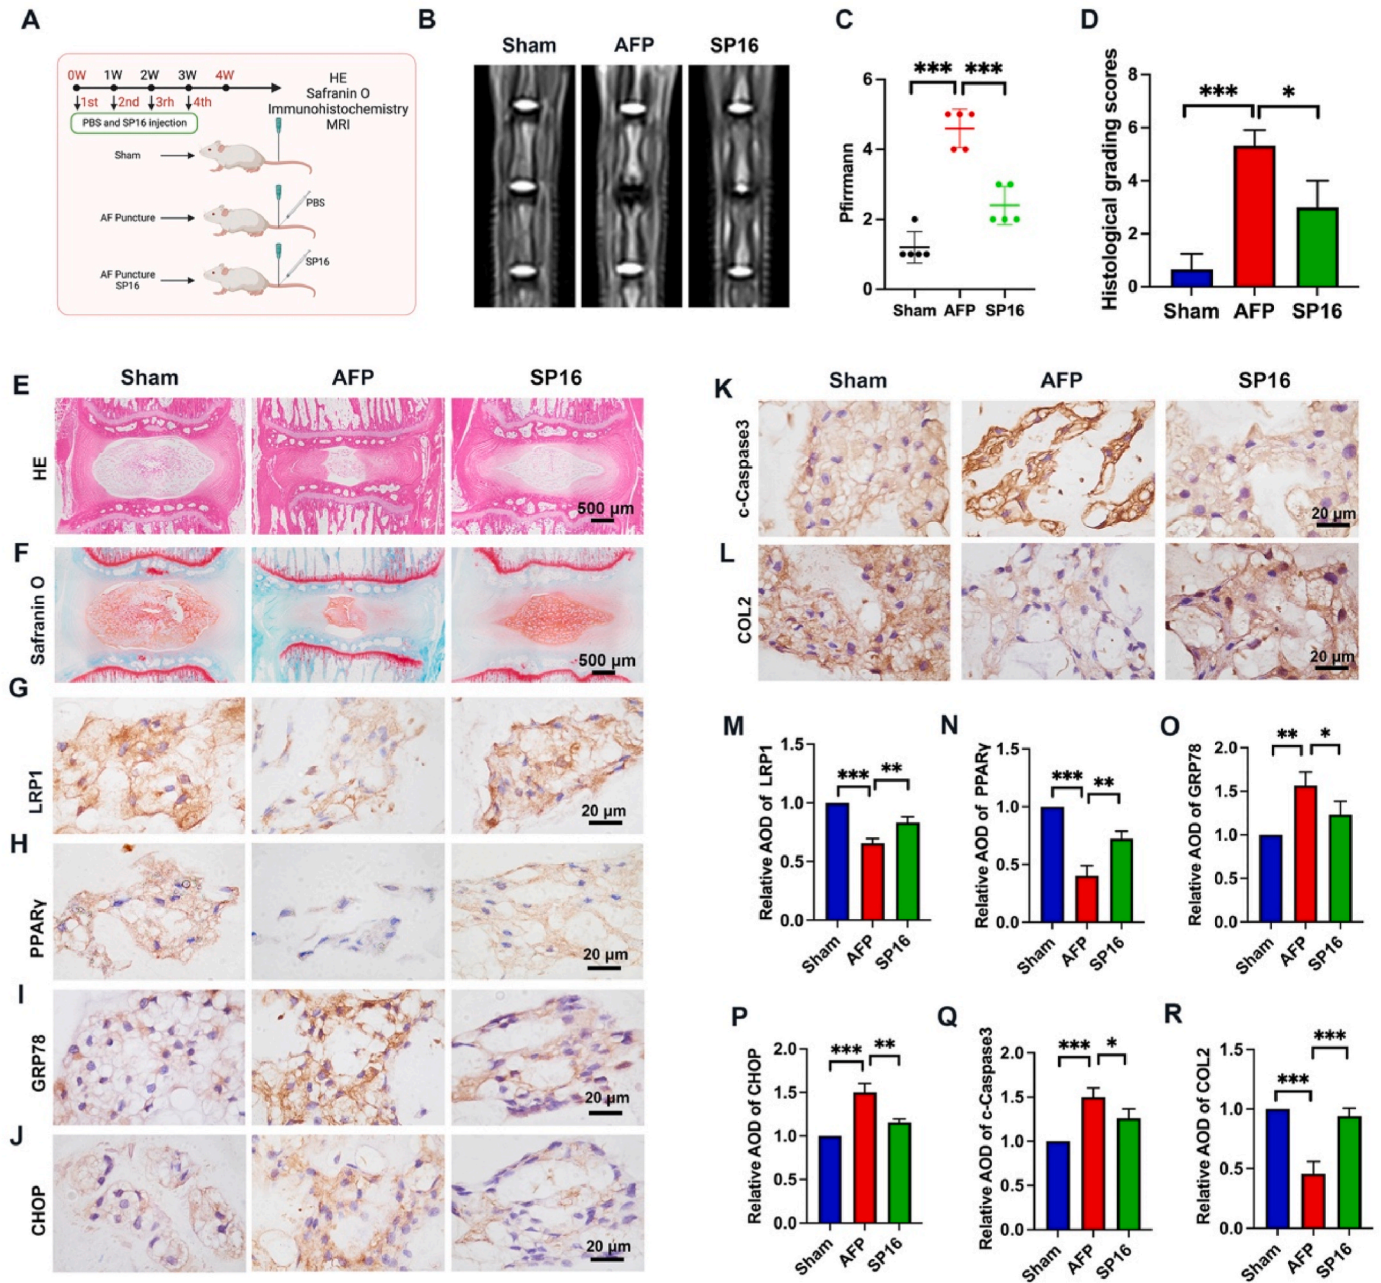 A
0W 1W 2W 3W 4W
1st 2nd 3rh 4th
PBS and SP16 injection
HE
Safranin O
Immunohistochemistry
MRI
Sham
AF Puncture
PBS
AF Puncture
SP16
SP16
B
Sham AFP SP16
C
Pfirrmann
6
4
2
0
*** ***
Sham AFP SP16
D
Histological grading scores
8
6
4
2
0
*** *
Sham AFP SP16
Sham AFP SP16
E
HE
500 µm
F
Safranin O
500 µm
G
LRP1
20 µm
H
PPARγ
20 µm
I
GRP78
20 µm
J
CHOP
20 µm
Sham AFP SP16
K
c-Caspase3
20 µm
L
COL2
20 µm
M
Relative AOD of LRP1
1.5
1.0
0.5
0.0
*** **
Sham AFP SP16
N
Relative AOD of PPARγ
1.5
1.0
0.5
0.0
*** **
Sham AFP SP16
O
Relative AOD of GRP78
2.0
1.5
1.0
1.5
0.0
** *
Sham AFP SP16
P
Relative AOD of CHOP
2.0
1.5
1.0
0.5
0.0
*** **
Sham AFP SP16
Q
Relative AOD of c-Caspase3
2.0
1.5
1.0
0.5
0.0
*** *
Sham AFP SP16
R
Relative AOD of COL2
1.5
1.0
0.5
0.0
*** ***
Sham AFP SP16